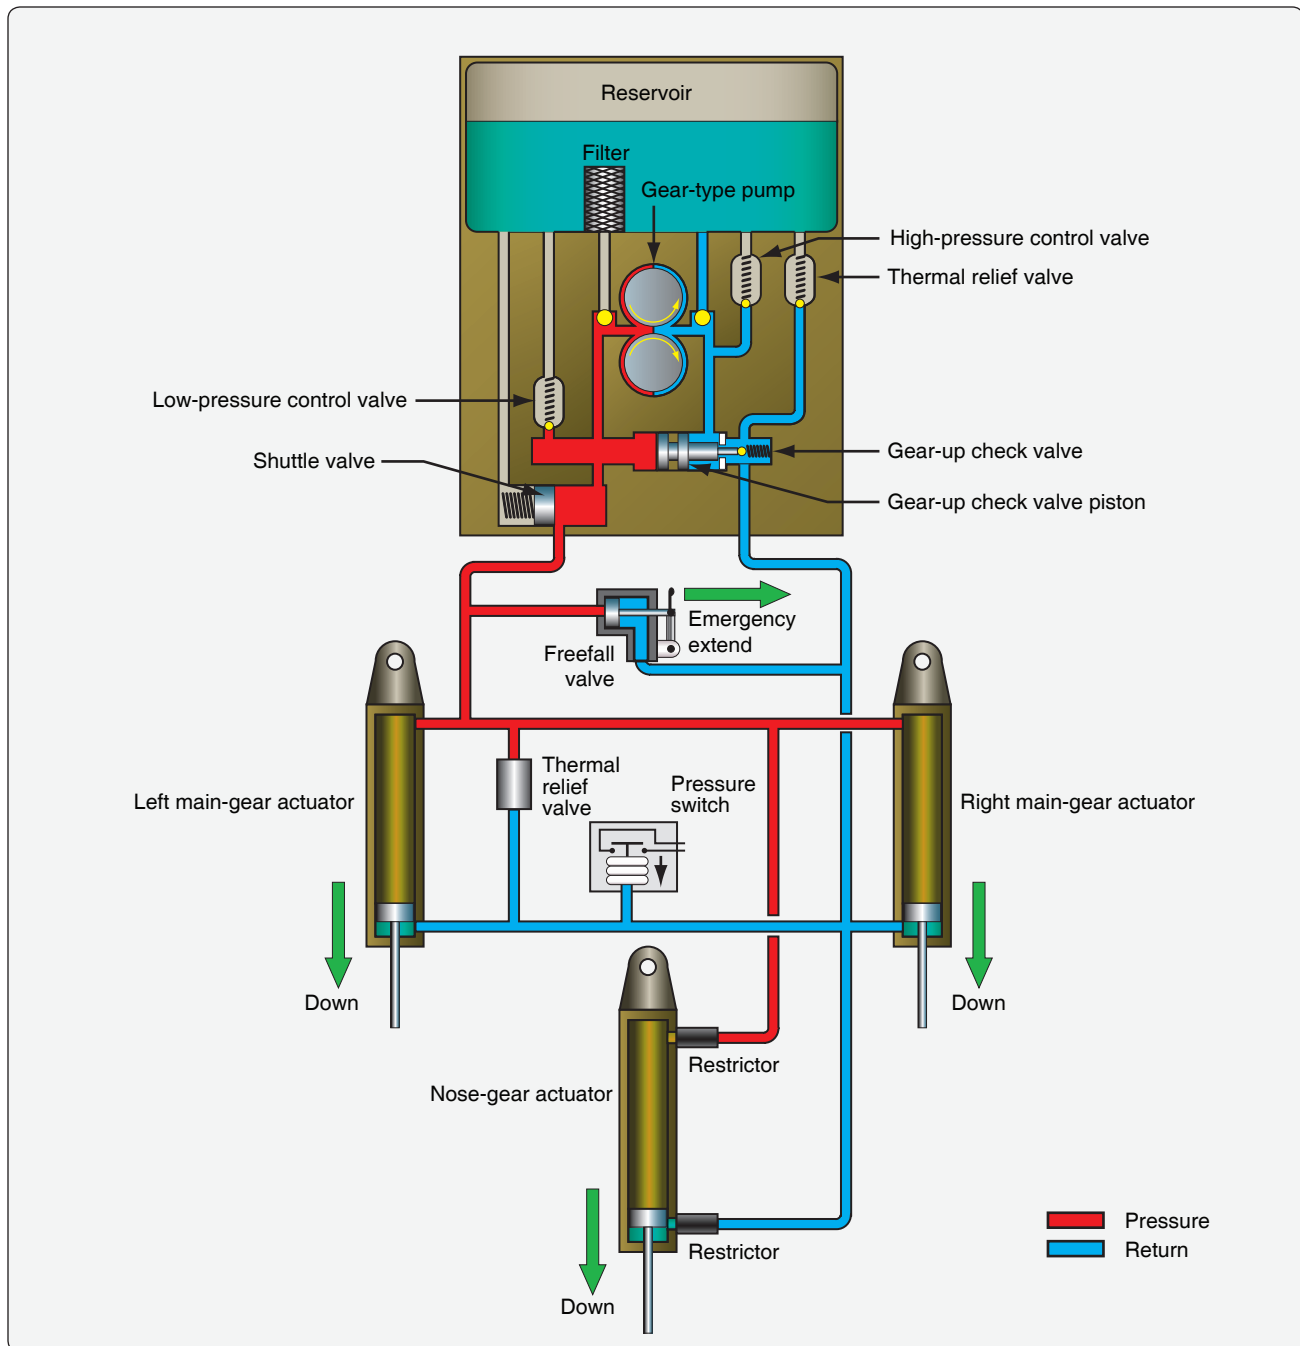 Reservoir
Filter
Gear-type pump
High-pressure control valve
Thermal relief valve
Low-pressure control valve
Shuttle valve
Gear-up check valve
Gear-up check valve piston
Emergency
extend
Freefall
valve
Thermal
relief
valve
Pressure
switch
Left main-gear actuator
Right main-gear actuator
Down
Down
Restrictor
Nose-gear actuator
Restrictor
Down
Pressure
Return